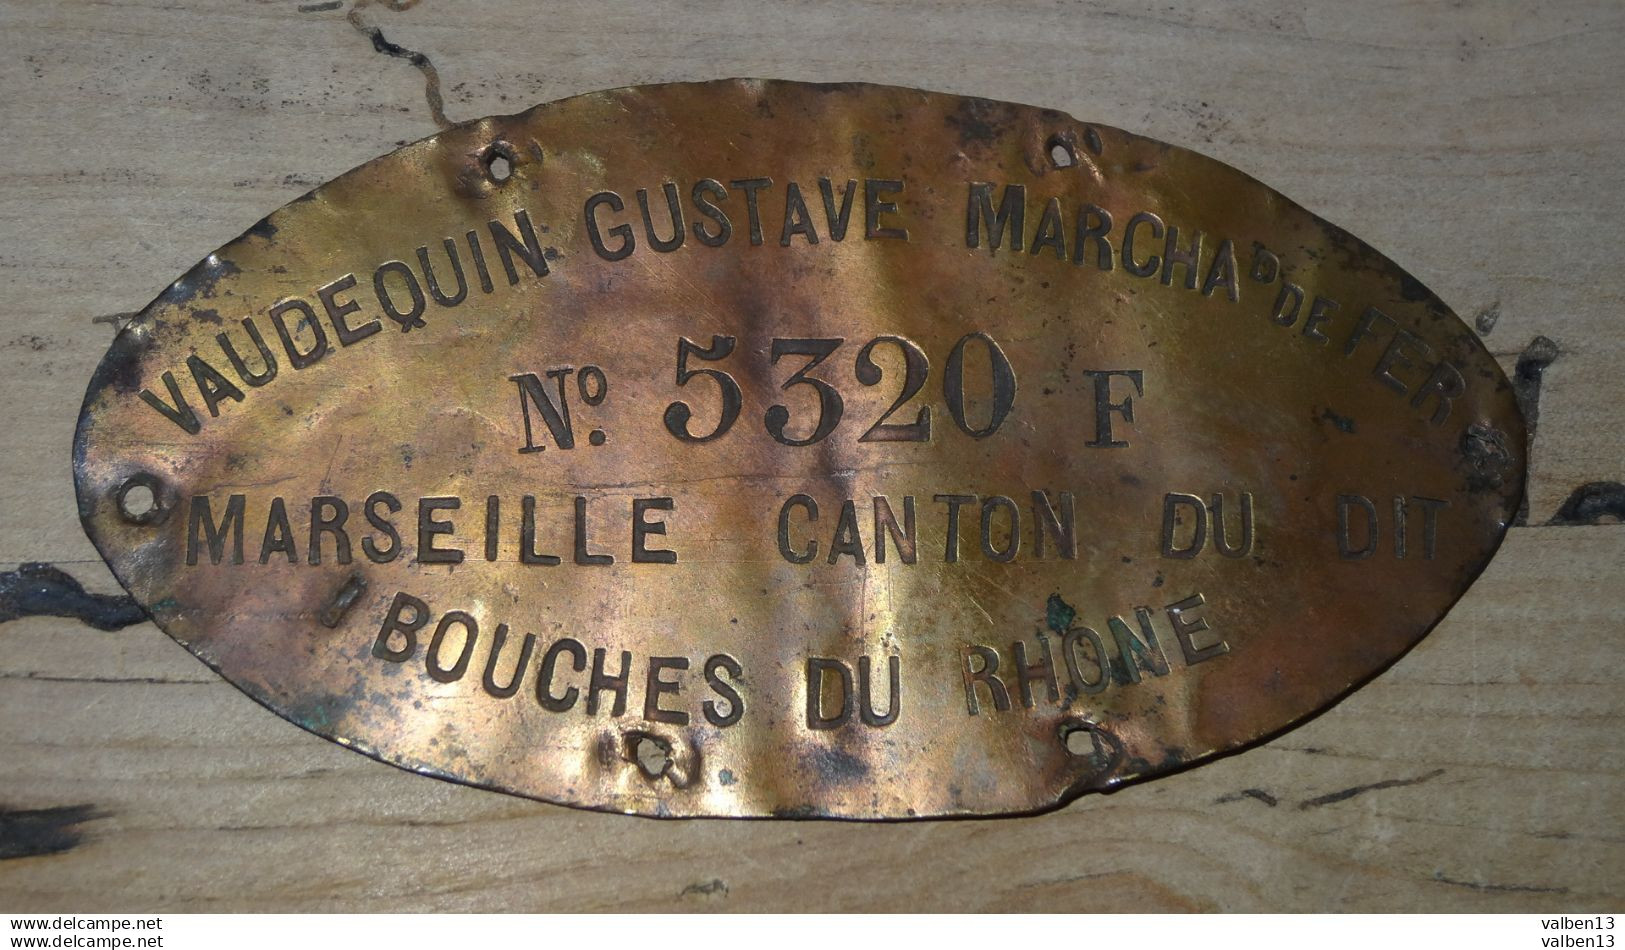 VAUDEQUIN GUSTAVE MARCHAD DE FER
No. 5320 F
MARSEILLE CANTON DU DIT
BOUCHES DU RHONE
www.delcampe.net valben13
www.delcampe.net valben13